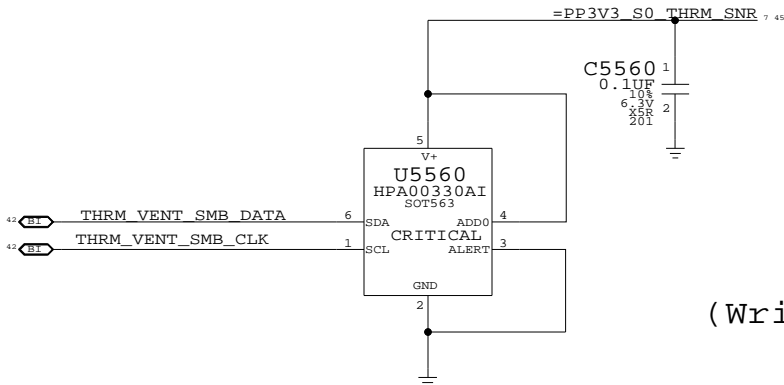 =PP3V3_S0_THRM_SNR 7 45
C5560 1
0.1UF
10%
6.3V 2
X5R
201
5
V+
U5560
HPA00330AI
SOT563
42 BI THRM_VENT_SMB_DATA 6 SDA ADD0 4
CRITICAL
42 BI THRM_VENT_SMB_CLK 1 SCL ALERT 3
GND
2
(Wri